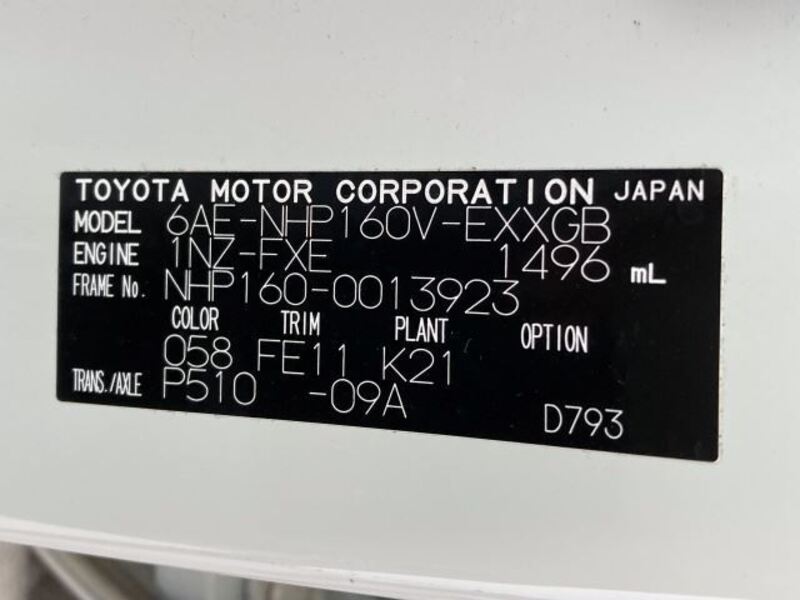 TOYOTA MOTOR CORPORATION JAPAN
MODEL 6AE-NHP160V-EXXGB
ENGINE 1NZ-FXE 1496 mL
FRAME No. NHP160-0013923
COLOR TRIM PLANT OPTION
058 FE11 K21
TRANS./AXLE P510 -09A
D793